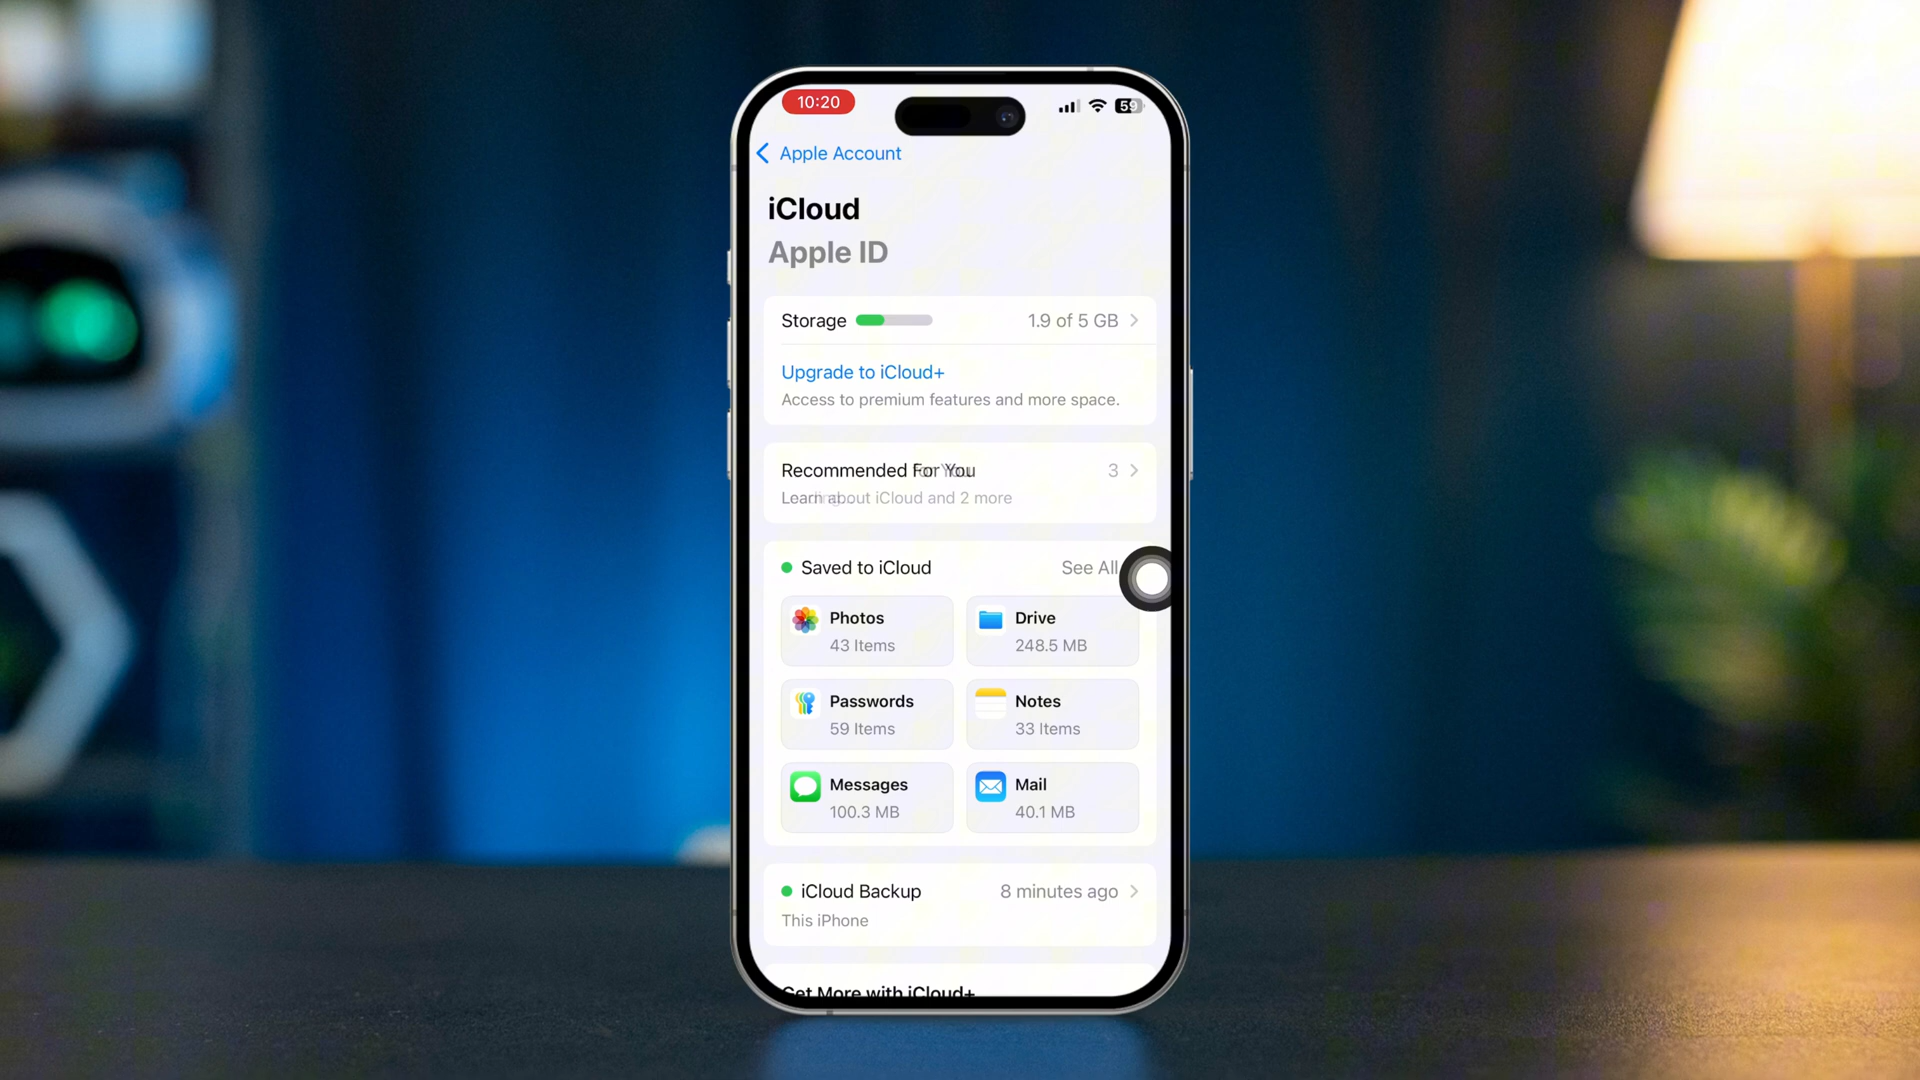 10:20
59
Apple Account
iCloud
Apple ID
Storage 1.9 of 5 GB
Upgrade to iCloud+
Access to premium features and more space.
Recommended For You 3
Learn about iCloud and 2 more
Saved to iCloud See All
Photos
43 Items
Drive
248.5 MB
Passwords
59 Items
Notes
33 Items
Messages
100.3 MB
Mail
40.1 MB
iCloud Backup 8 minutes ago
This iPhone
Get More with iCloud+